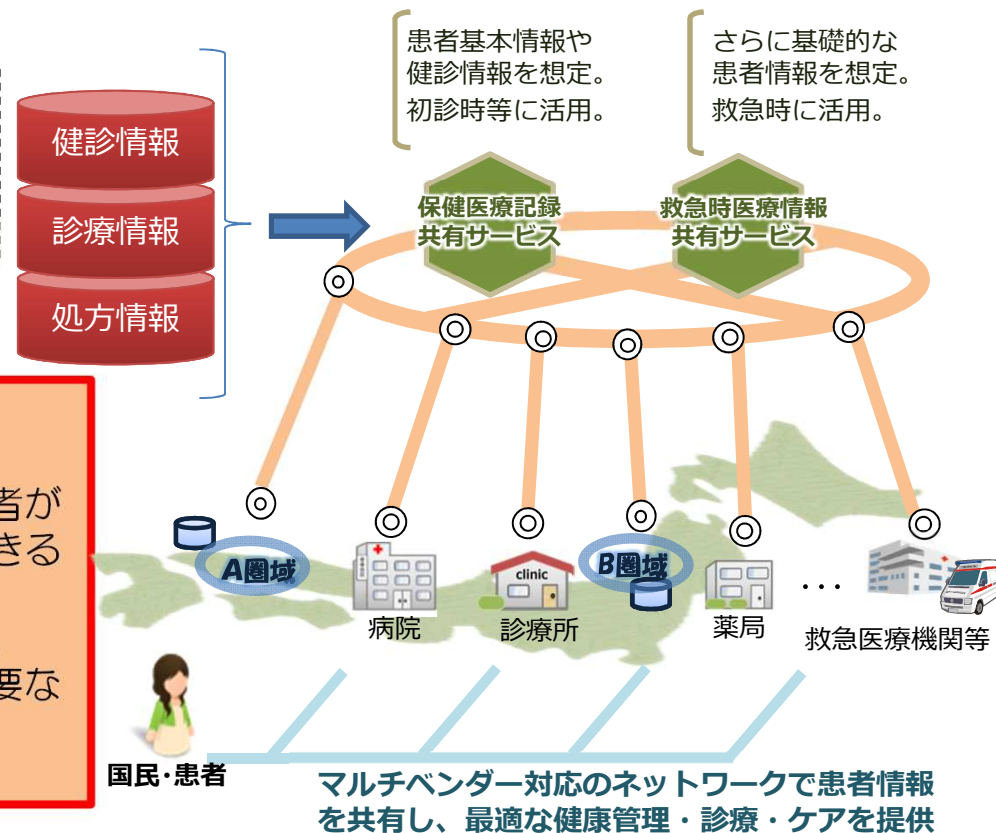 患者基本情報や
健診情報を想定。
初診時等に活用。
さらに基礎的な
患者情報を想定。
救急時に活用。
健診情報
診療情報
処方情報
保健医療記録
共有サービス
救急時医療情報
共有サービス
者が
きる
要な
A圏域
病院
clinic
診療所
B圏域
薬局
...
救急医療機関等
国民・患者
マルチベンダー対応のネットワークで患者情報
を共有し、最適な健康管理・診療・ケアを提供